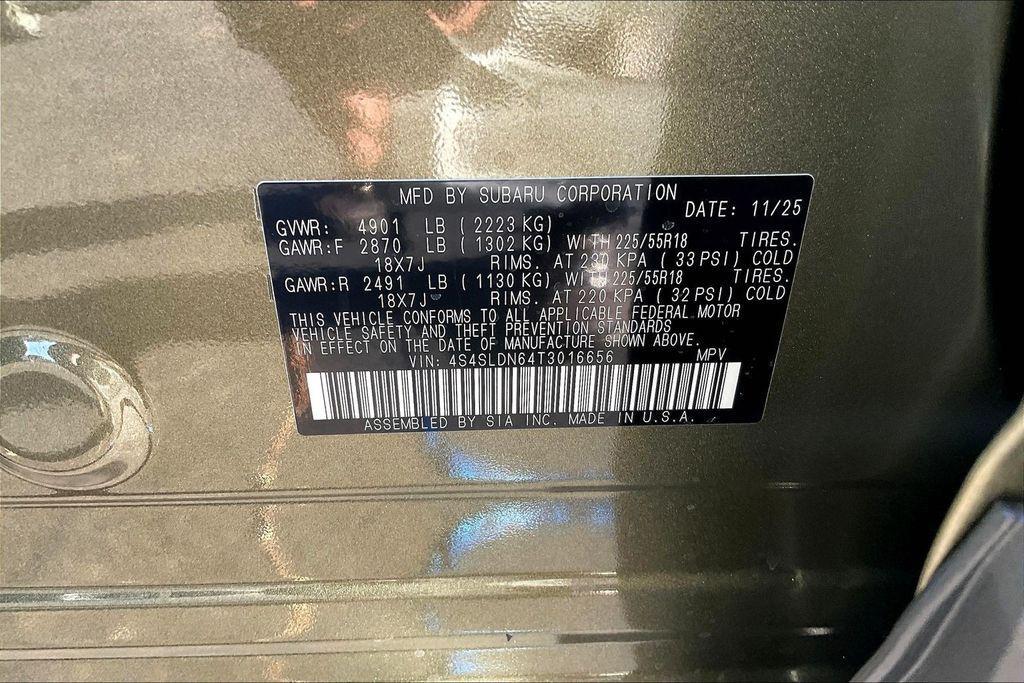 MFD BY SUBARU CORPORATION
DATE: 11/25
GVWR: 4901 LB ( 2223 KG)
GAWR:F 2870 LB ( 1302 KG) WITH 225/55R18 TIRES.
18X7J RIMS. AT 230 KPA ( 33 PSI) COLD
GAWR:R 2491 LB ( 1130 KG) WITH 225/55R18 TIRES.
18X7J RIMS. AT 220 KPA ( 32 PSI) COLD
THIS VEHICLE CONFORMS TO ALL APPLICABLE FEDERAL MOTOR
VEHICLE SAFETY AND THEFT PREVENTION STANDARDS
IN EFFECT ON THE DATE OF MANUFACTURE SHOWN ABOVE.
VIN: 4S4SLDN64T3016656 MPV
ASSEMBLED BY SIA INC. MADE IN U.S.A.